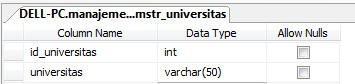 DELL-PC.manajeme...mstr_universitas
Column Name Data Type Allow Nulls
id_universitas int
universitas varchar(50)